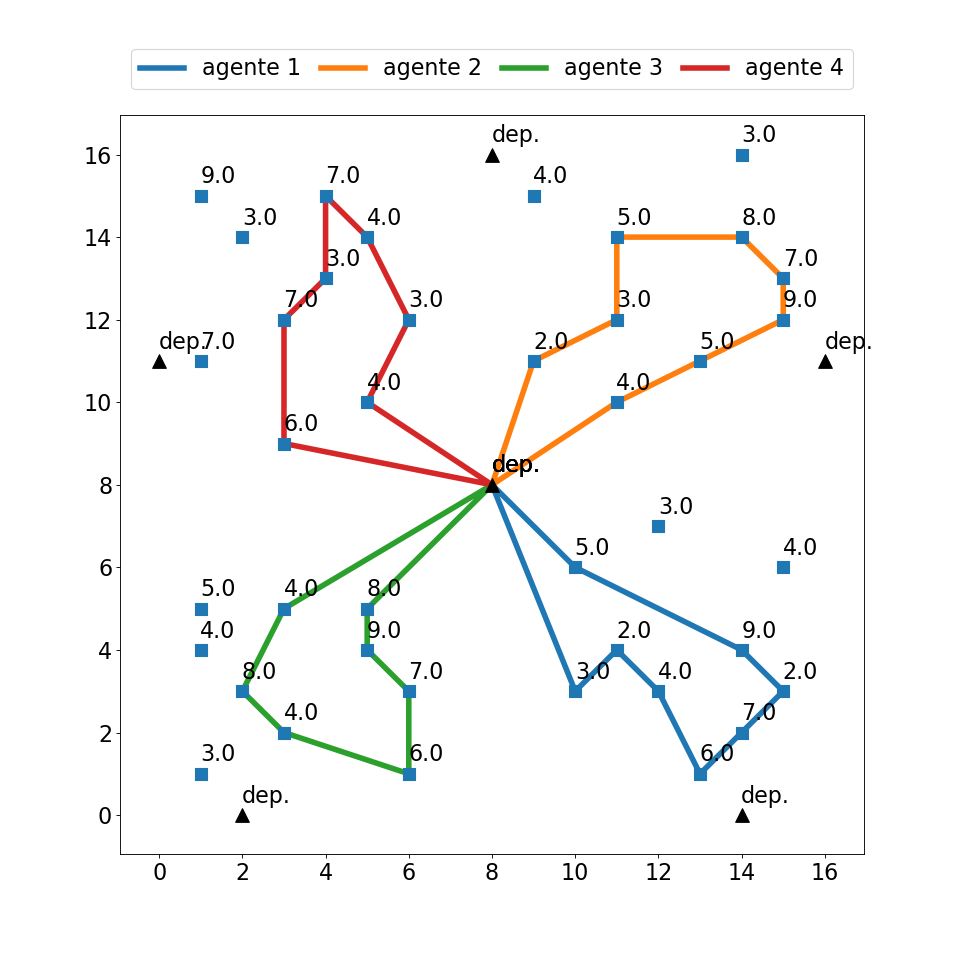 agente 1 agente 2 agente 3 agente 4
dep. 3.0
16
9.0 7.0 4.0
3.0 4.0 5.0 8.0
14
3.0 7.0
7.0 3.0 3.0 9.0
12
dep. 7.0 2.0 5.0 dep.
4.0 4.0
10
6.0
dep.
8
3.0
5.0 4.0
6
5.0 4.0 8.0
4.0 9.0 2.0 9.0
4
8.0 7.0 3.0 4.0 2.0
4.0 7.0
2
3.0 6.0 6.0
dep. dep.
0
0 2 4 6 8 10 12 14 16